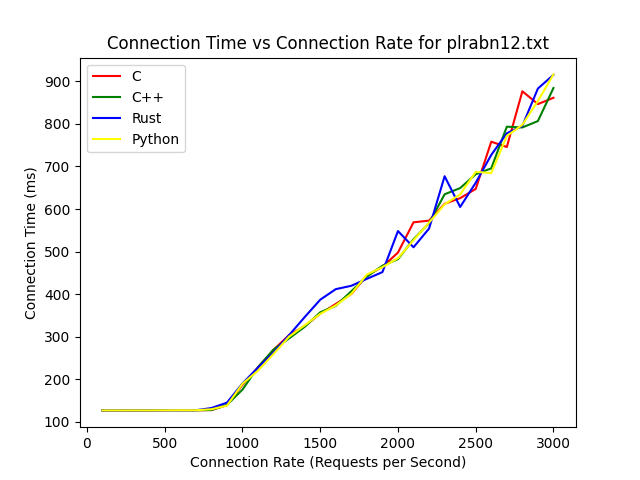 Connection Time vs Connection Rate for plrabn12.txt
C
C++
Rust
Python
Connection Time (ms)
900
800
700
600
500
400
300
200
100
0 500 1000 1500 2000 2500 3000
Connection Rate (Requests per Second)